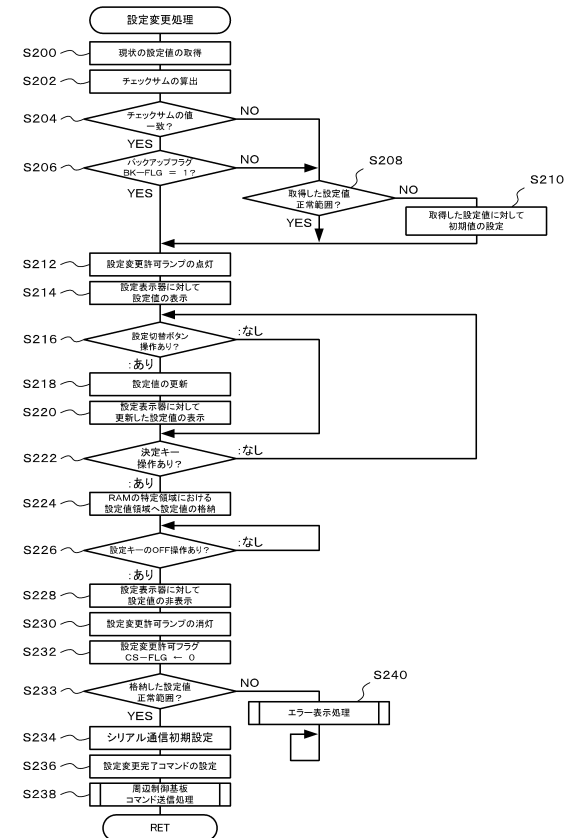 設定変更処理
S200
現状の設定値の取得
S202
チェックサムの算出
S204
チェックサムの値
一致？
NO
YES
S206
バックアップフラグ
BK-FLG = 1？
NO
YES
S208
取得した設定値
正常範囲？
NO
YES
S210
取得した設定値に対して
初期値の設定
S212
設定変更許可ランプの点灯
S214
設定表示器に対して
設定値の表示
S216
設定切替ボタン
操作あり？
:なし
:あり
S218
設定値の更新
S220
設定表示器に対して
更新した設定値の表示
S222
決定キー
操作あり？
:なし
:あり
S224
RAMの特定領域における
設定値領域へ設定値の格納
S226
設定キーのOFF操作あり？
:なし
:あり
S228
設定表示器に対して
設定値の非表示
S230
設定変更許可ランプの消灯
S232
設定変更許可フラグ
CS-FLG ← 0
S233
格納した設定値
正常範囲？
NO
YES
S240
エラー表示処理
S234
シリアル通信初期設定
S236
設定変更完了コマンドの設定
S238
周辺制御基板
コマンド送信処理
RET